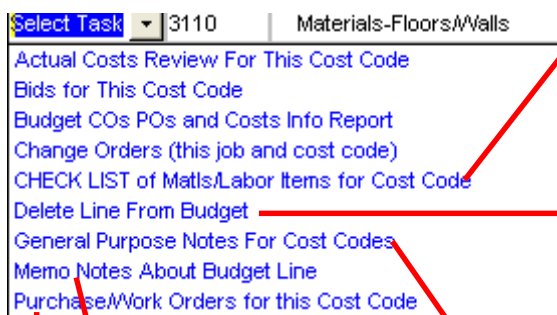 Select Task 3110 Materials-Floors/Walls
Actual Costs Review For This Cost Code
Bids for This Cost Code
Budget COs POs and Costs Info Report
Change Orders (this job and cost code)
CHECK LIST of Matls/Labor Items for Cost Code
Delete Line From Budget
General Purpose Notes For Cost Codes
Memo Notes About Budget Line
Purchase/Work Orders for this Cost Code